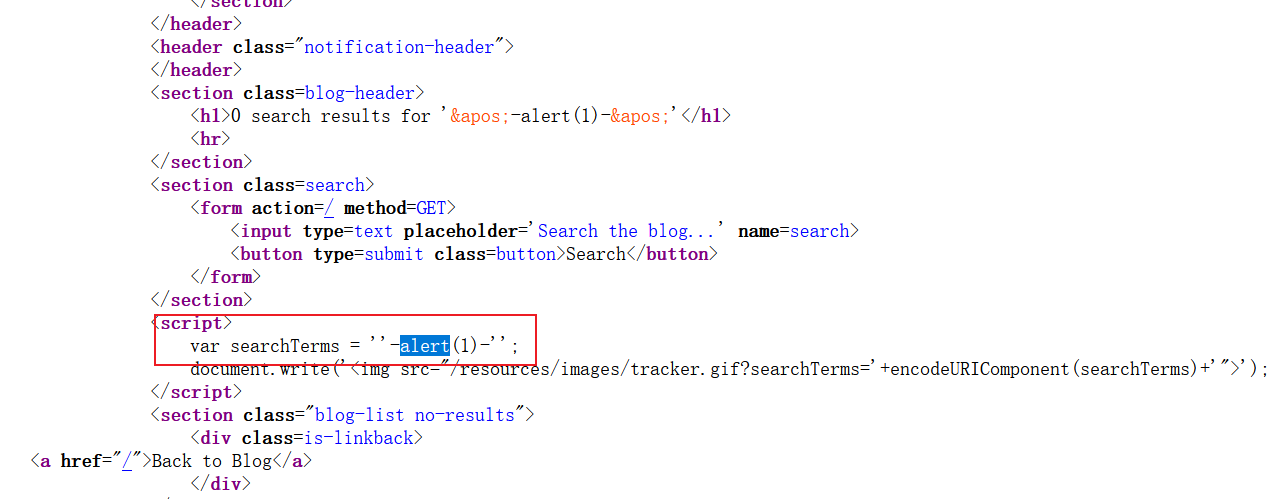 </section>
</header>
<header class="notification-header">
</header>
<section class=blog-header>
<h1>0 search results for '&apos;-alert(1)-&apos;'</h1>
<hr>
</section>
<section class=search>
<form action=/ method=GET>
<input type=text placeholder='Search the blog...' name=search>
<button type=submit class=button>Search</button>
</form>
</section>
<script>
var searchTerms = ''-alert(1)-'';
document.write('<img src="/resources/images/tracker.gif?searchTerms='+encodeURIComponent(searchTerms)+'">');
</script>
<section class="blog-list no-results">
<div class=is-linkback>
<a href="/">Back to Blog</a>
</div>